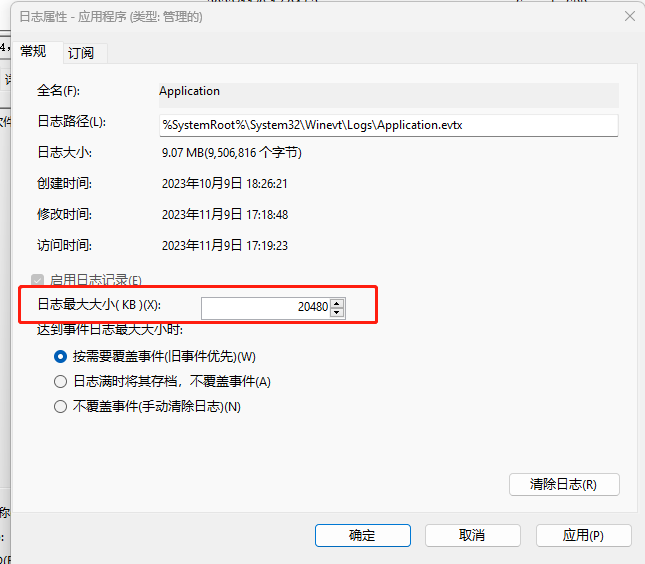 日志属性 - 应用程序 (类型: 管理的)
常规 订阅
全名(F): Application
日志路径(L): %SystemRoot%\System32\Winevt\Logs\Application.evtx
日志大小: 9.07 MB(9,506,816 个字节)
创建时间: 2023年10月9日 18:26:21
修改时间: 2023年11月9日 17:18:48
访问时间: 2023年11月9日 17:19:23
启用日志记录(E)
日志最大大小( KB )(X): 20480
达到事件日志最大大小时:
按需要覆盖事件(旧事件优先)(W)
日志满时将其存档，不覆盖事件(A)
不覆盖事件(手动清除日志)(N)
清除日志(R)
称
确定 取消 应用(P)